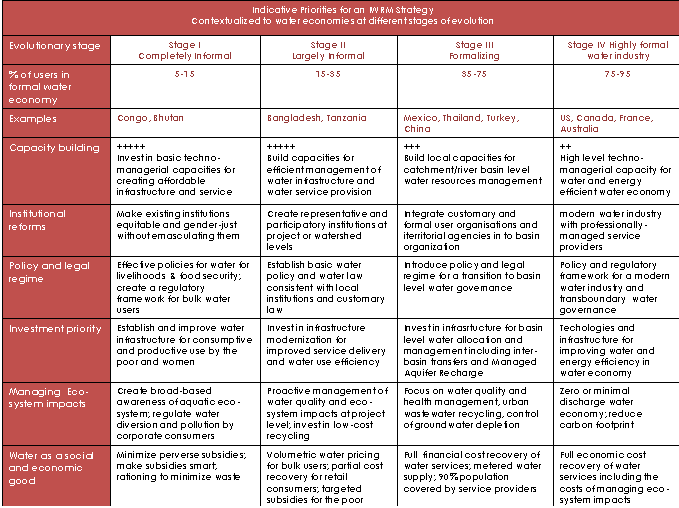 Indicative Priorities for an IWRM Strategy
Contextualized to water economies at different stages of evolution
Evolutionary stage
Stage I
Completely Informal
Stage II
Largely Informal
Stage III
Formalizing
Stage IV Highly formal
water industry
% of users in
formal water
economy
5-15
15-35
35-75
75-95
Examples
Congo, Bhutan
Bangladesh, Tanzania
Mexico, Thailand, Turkey,
China
US, Canada, France,
Australia
Capacity building
+++++
Invest in basic techno-
managerial capacities for
creating affordable
infrastructure and service
+++++
Build capacities for
efficient management of
water infrastructure and
water service provision
+++
Build local capacities for
catchment/river basin level
water resources management
++
High level techno-
managerial capacity for
water and energy
efficient water economy
Institutional
reforms
Make existing institutions
equitable and gender-just
without emasculating them
Create representative and
participatory institutions at
project or watershed
levels
Integrate customary and
formal user organisations and
iterritorial agencies in to basin
organization
modern water industry
with professionally-
managed service
providers
Policy and legal
regime
Effective policies for water for
livelihoods & food security;
create a regulatory
framework for bulk water
users
Establish basic water
policy and water law
consistent with local
institutions and customary
law
Introduce policy and legal
regime for a transition to basin
level water governance
Policy and regulatory
framework for a modern
water industry and
transboundary water
governance
Investment priority
Establish and improve water
infrastructure for consumptive
and productive use by the
poor and women
Invest in infrastructure
modernization for
improved service delivery
and water use efficiency
Invest in infrasrtucture for basin
level water allocation and
management including inter-
basin transfers and Managed
Aquifer Recharge
Techologies and
infrastructure for
improving water and
energy efficiency in
water economy
Managing Eco-
system impacts
Create broad-based
awareness of aquatic eco-
system; regulate water
diversion and pollution by
corporate consumers
Proactive management of
water quality and eco-
system impacts at project
level; invest in low-cost
recycling
Focus on water quality and
health management, urban
wastewater recycling, control
of groundwater depletion
Zero or minimal
discharge water
economy; reduce
carbon footprint
Water as a social
and economic
good
Minimize perverse subsidies;
make subsidies smart,
rationing to minimize waste
Volumetric water pricing
for bulk users; partial cost
recovery for retail
consumers; targeted
subsidies for the poor
Full financial cost recovery of
water services; metered water
supply; 90% population
covered by service providers
Full economic cost
recovery of water
services including the
costs of managing eco-
system impacts